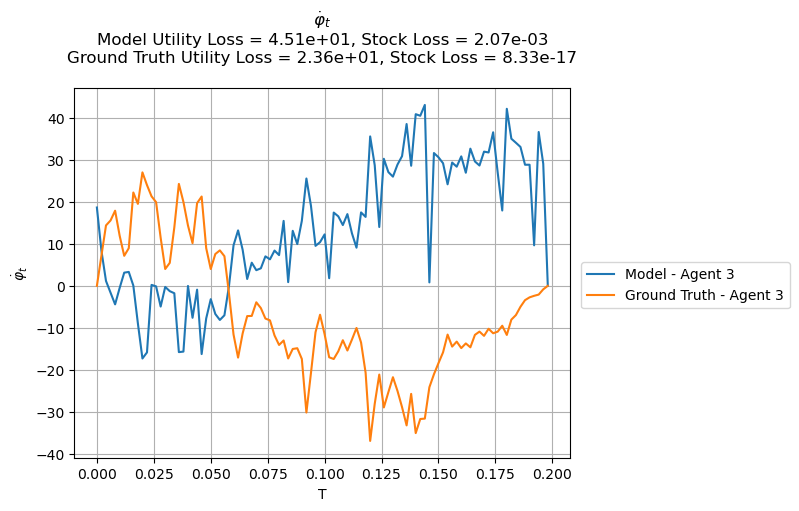 φ̇_t
Model Utility Loss = 4.51e+01, Stock Loss = 2.07e-03
Ground Truth Utility Loss = 2.36e+01, Stock Loss = 8.33e-17
φ̇_t
40
30
20
10
0
−10
−20
−30
−40
0.000 0.025 0.050 0.075 0.100 0.125 0.150 0.175 0.200
T
Model - Agent 3
Ground Truth - Agent 3